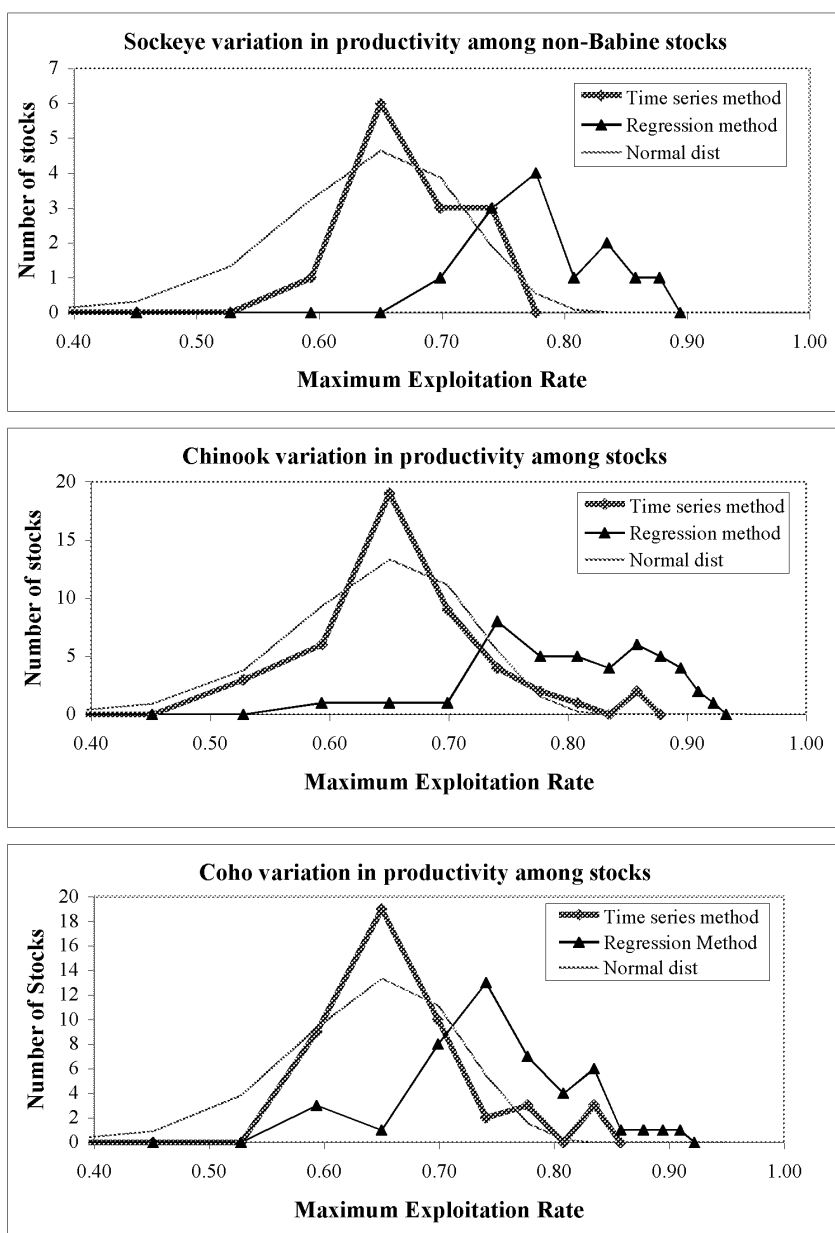 Sockeye variation in productivity among non-Babine stocks
Number of stocks
7
6
5
4
3
2
1
0
Time series method
Regression method
Normal dist
0.40 0.50 0.60 0.70 0.80 0.90 1.00
Maximum Exploitation Rate
Chinook variation in productivity among stocks
Number of stocks
20
15
10
5
0
Time series method
Regression method
Normal dist
0.40 0.50 0.60 0.70 0.80 0.90 1.00
Maximum Exploitation Rate
Coho variation in productivity among stocks
Number of Stocks
20
18
16
14
12
10
8
6
4
2
0
Time series method
Regression Method
Normal dist
0.40 0.50 0.60 0.70 0.80 0.90 1.00
Maximum Exploitation Rate